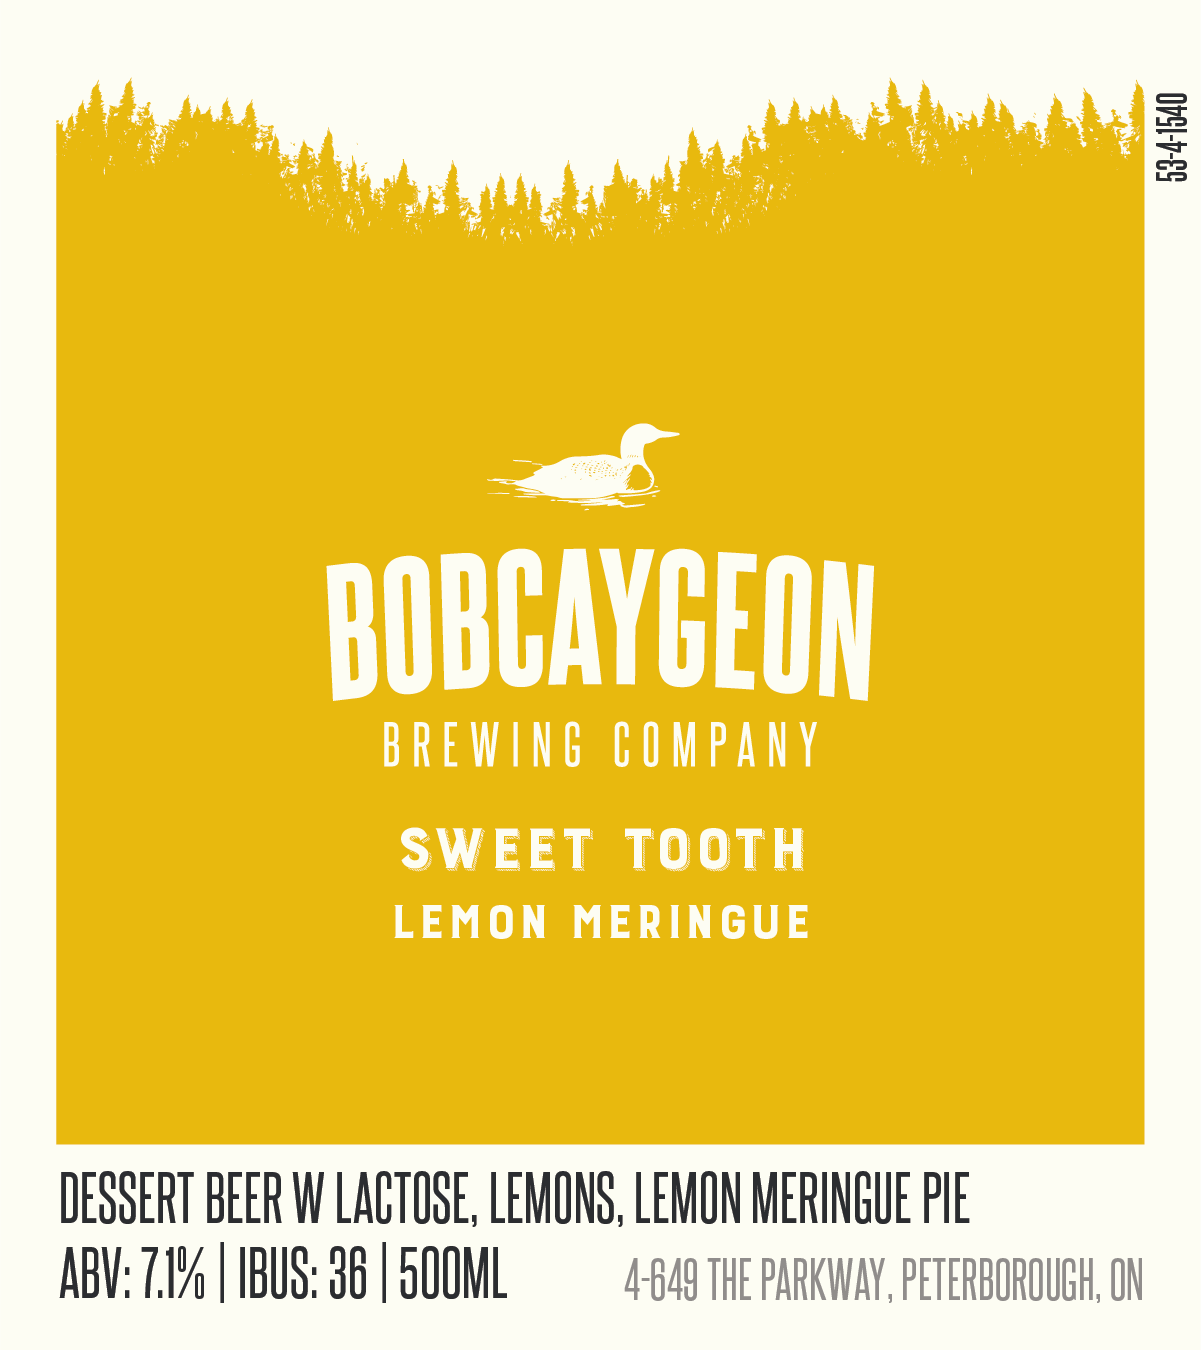 53-4-1540
BOBCAYGEON
BREWING COMPANY
SWEET TOOTH
LEMON MERINGUE
DESSERT BEER W LACTOSE, LEMONS, LEMON MERINGUE PIE
ABV: 7.1% | IBUS: 36 | 500ML
4-649 THE PARKWAY, PETERBOROUGH, ON